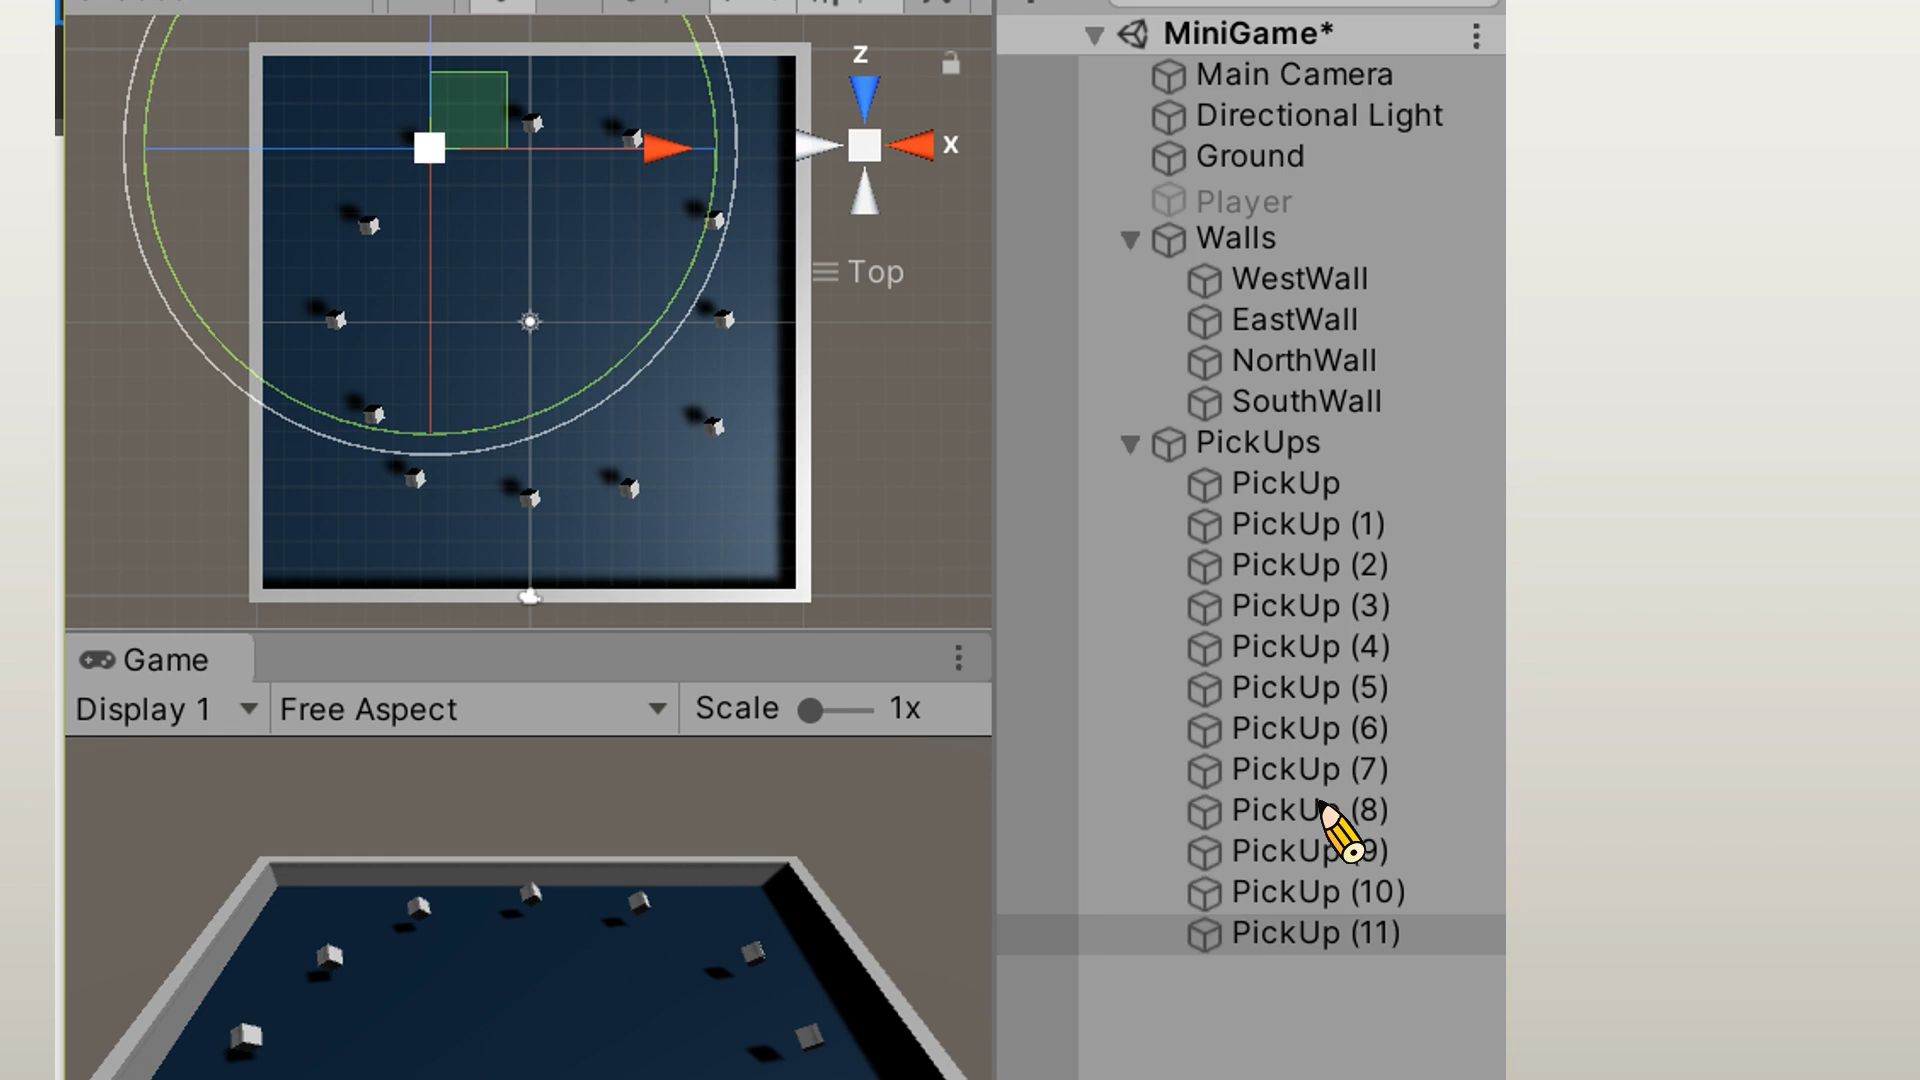 Z
X
Top
Game
Display 1
Free Aspect
Scale
1x
MiniGame*
Main Camera
Directional Light
Ground
Player
Walls
WestWall
EastWall
NorthWall
SouthWall
PickUps
PickUp
PickUp (1)
PickUp (2)
PickUp (3)
PickUp (4)
PickUp (5)
PickUp (6)
PickUp (7)
PickUp (8)
PickUp (9)
PickUp (10)
PickUp (11)